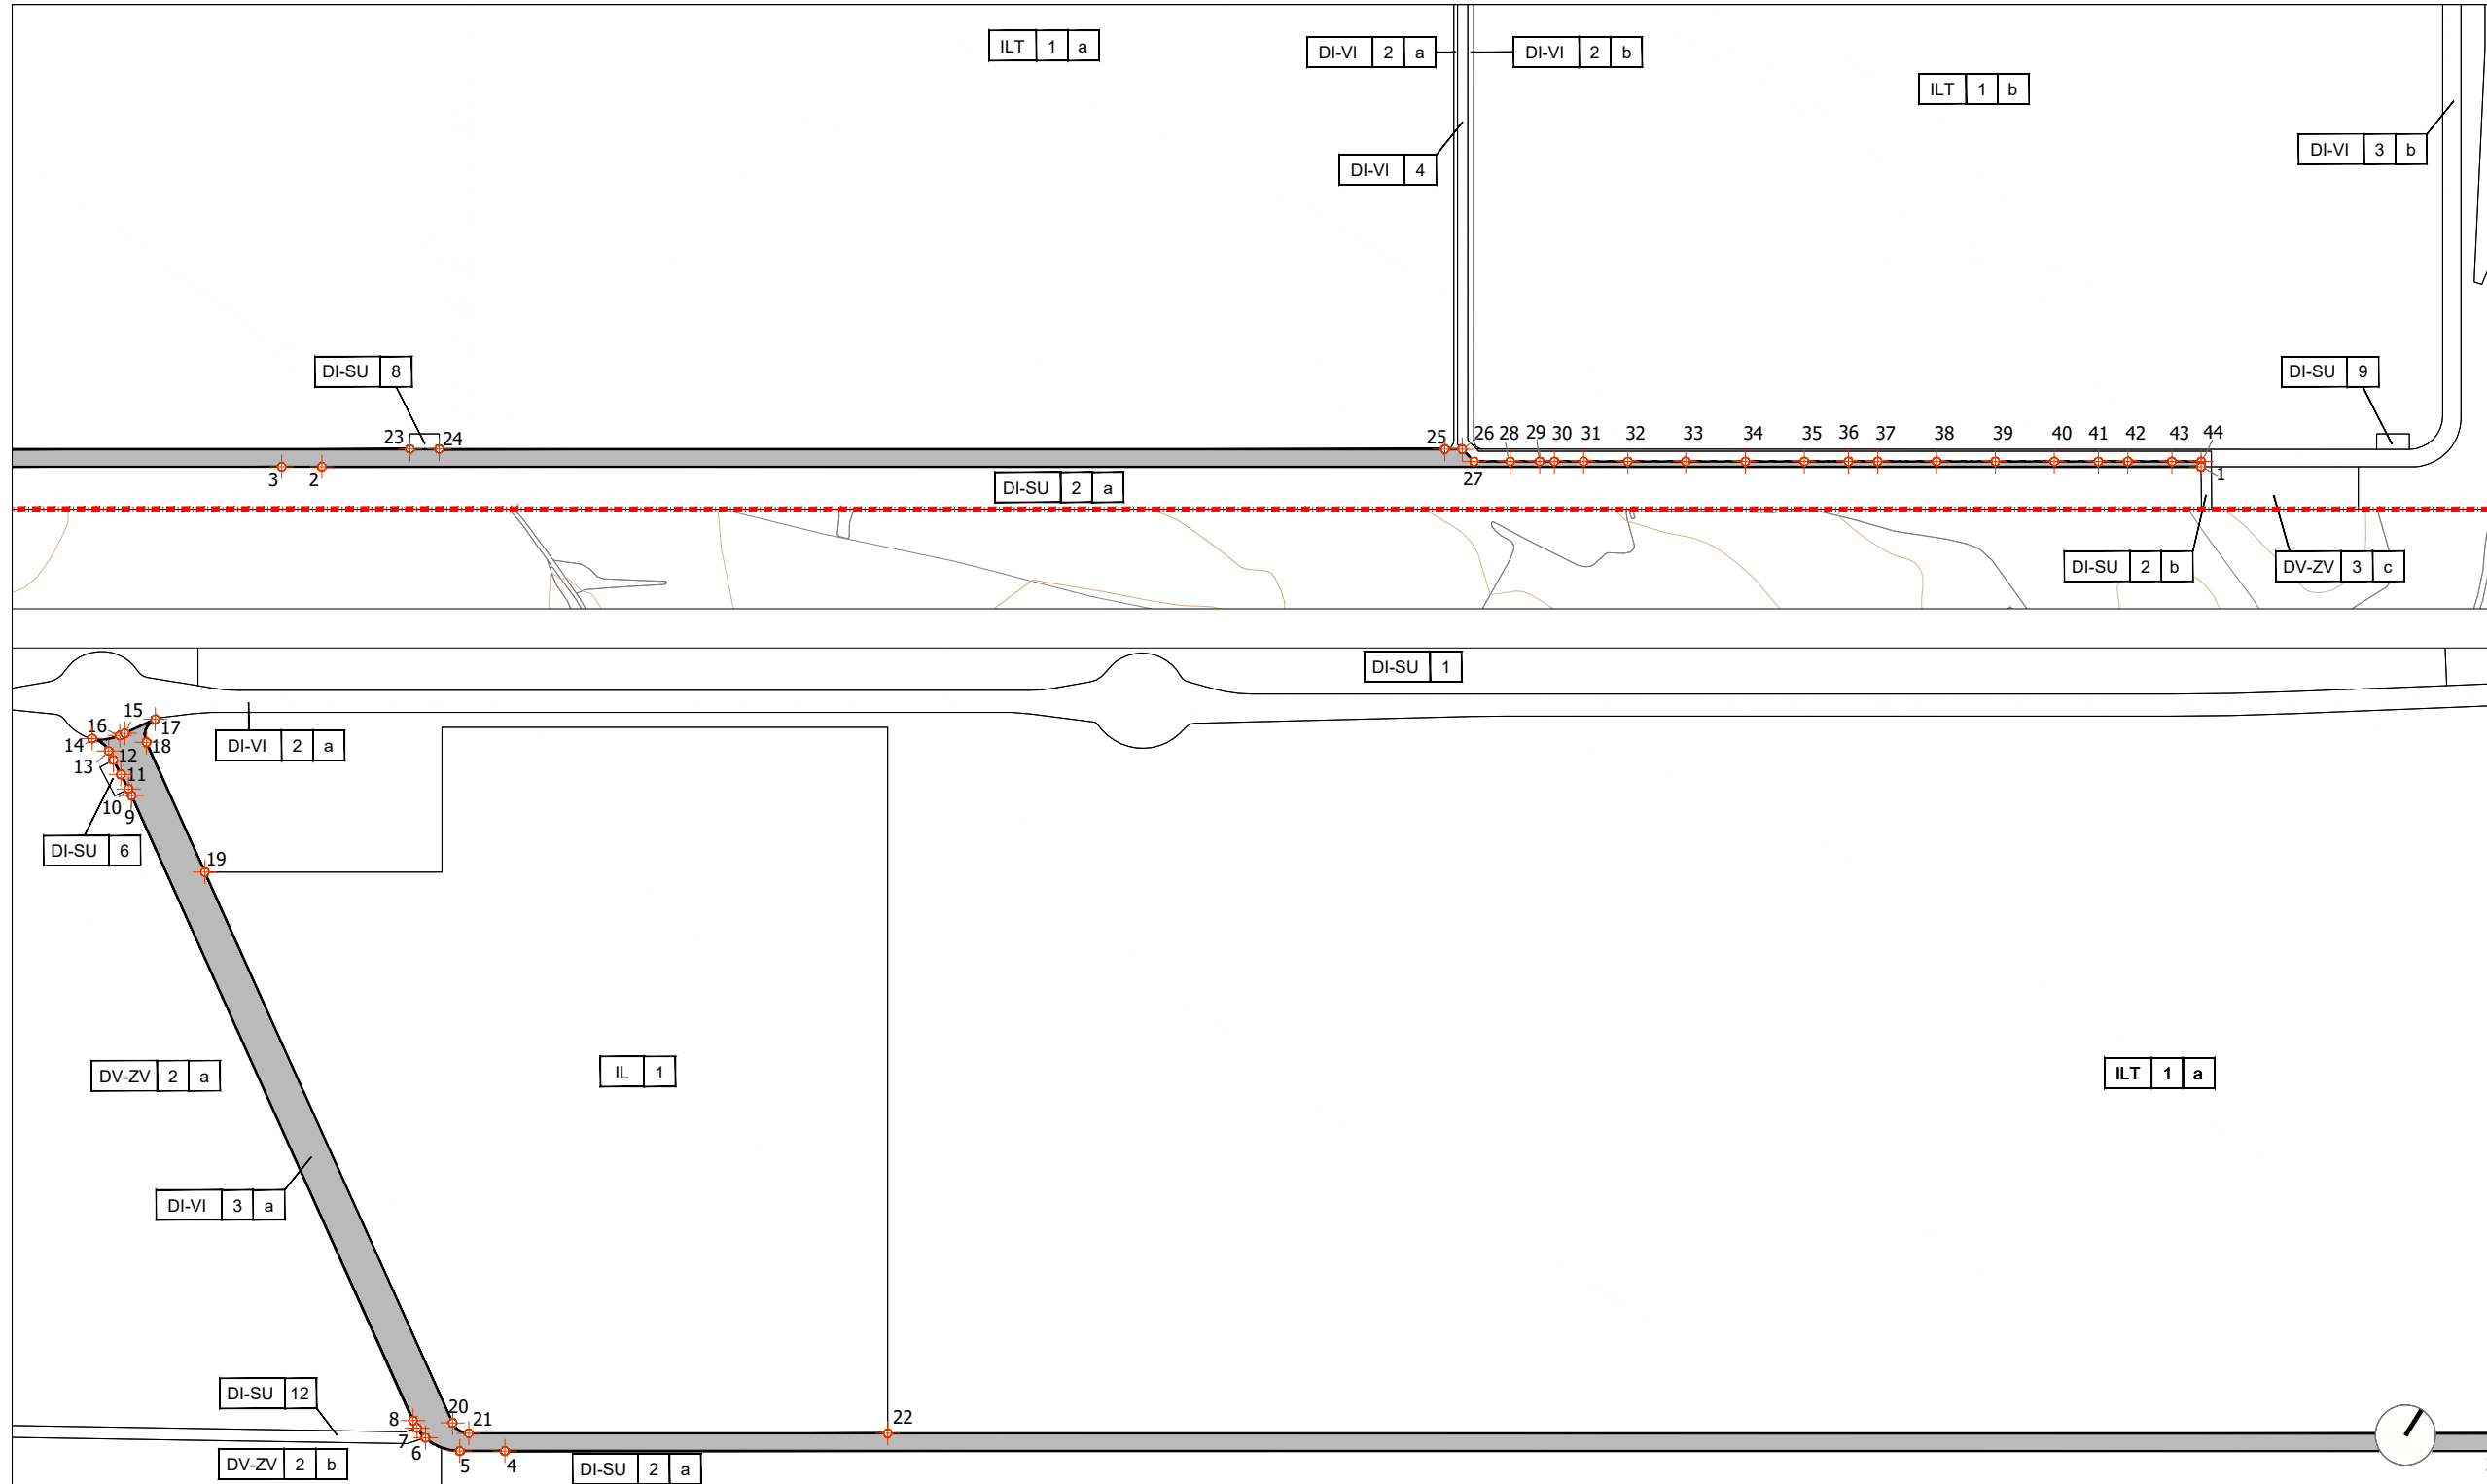 ILT 1 a
DI-VI 2 a
DI-VI 2 b
ILT 1 b
DI-VI 3 b
DI-VI 4
DI-SU 8
DI-SU 9
23 24 25 26 28 29 30 31 32 33 34 35 36 37 38 39 40 41 42 43 44
3 2 27 1
DI-SU 2 a
DI-SU 2 b
DV-ZV 3 c
DI-SU 1
15
16 17
14 12 18
DI-VI 2 a
13 11
10
9
DI-SU 6
19
DV-ZV 2 a
IL 1
ILT 1 a
DI-VI 3 a
DI-SU 12
20
8 21 22
7
6 5 4
DV-ZV 2 b
DI-SU 2 a